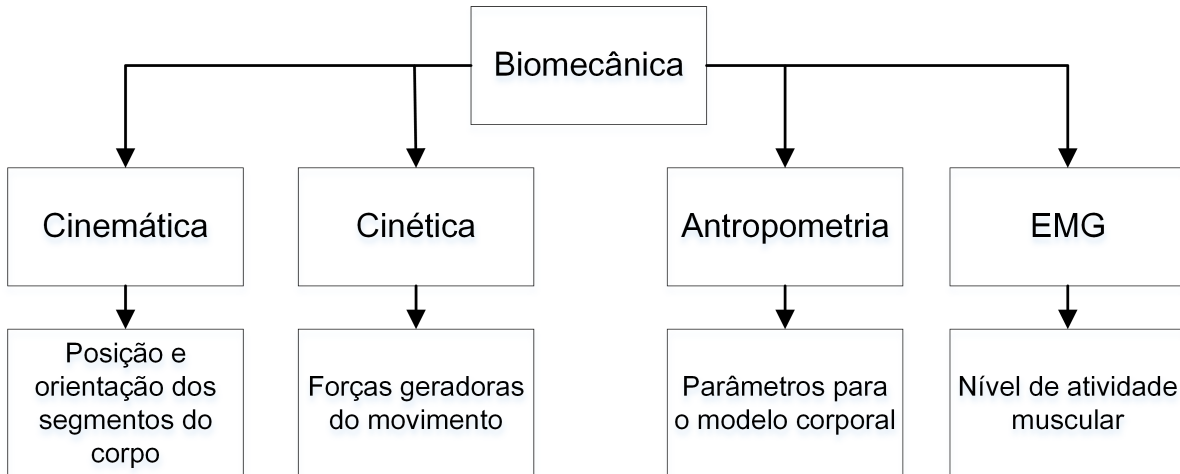 Biomecânica
Cinemática
Cinética
Antropometria
EMG
Posição e
orientação dos
segmentos do
corpo
Forças geradoras
do movimento
Parâmetros para
o modelo corporal
Nível de atividade
muscular